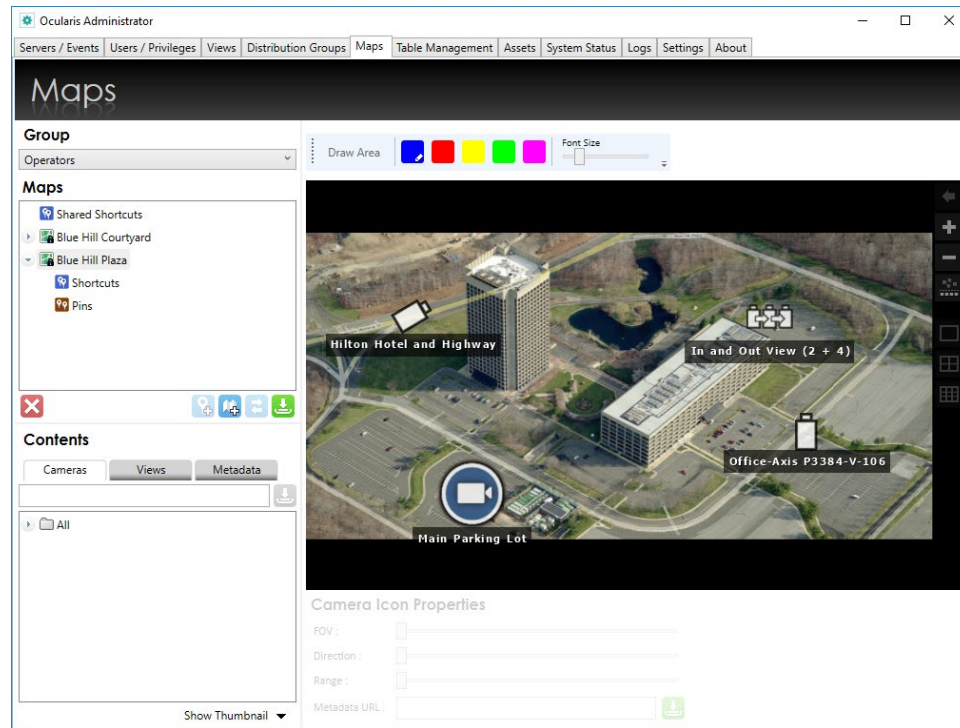 Ocularis Administrator
Servers / Events Users / Privileges Views Distribution Groups Maps Table Management Assets System Status Logs Settings About
Maps
Group
Operators
Maps
Shared Shortcuts
Blue Hill Courtyard
Blue Hill Plaza
Shortcuts
Pins
Contents
Cameras Views Metadata
All
Show Thumbnail
Draw Area Font Size
Hilton Hotel and Highway
In and Out View (2 + 4)
Office-Axis P3384-V-106
Main Parking Lot
Camera Icon Properties
FOV :
Direction :
Range :
Metadata URL :